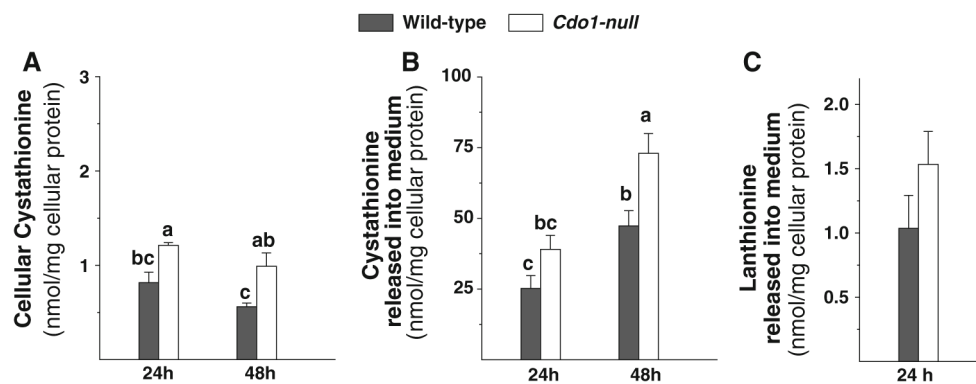 Wild-type Cdo1-null
A
Cellular Cystathionine
(nmol/mg cellular protein)
3
2
1
bc
a
c
ab
24h 48h
B
Cystathionine
released into medium
(nmol/mg cellular protein)
100
75
50
25
c
bc
b
a
24h 48h
C
Lanthionine
released into medium
(nmol/mg cellular protein)
2.0
1.5
1.0
0.5
24 h